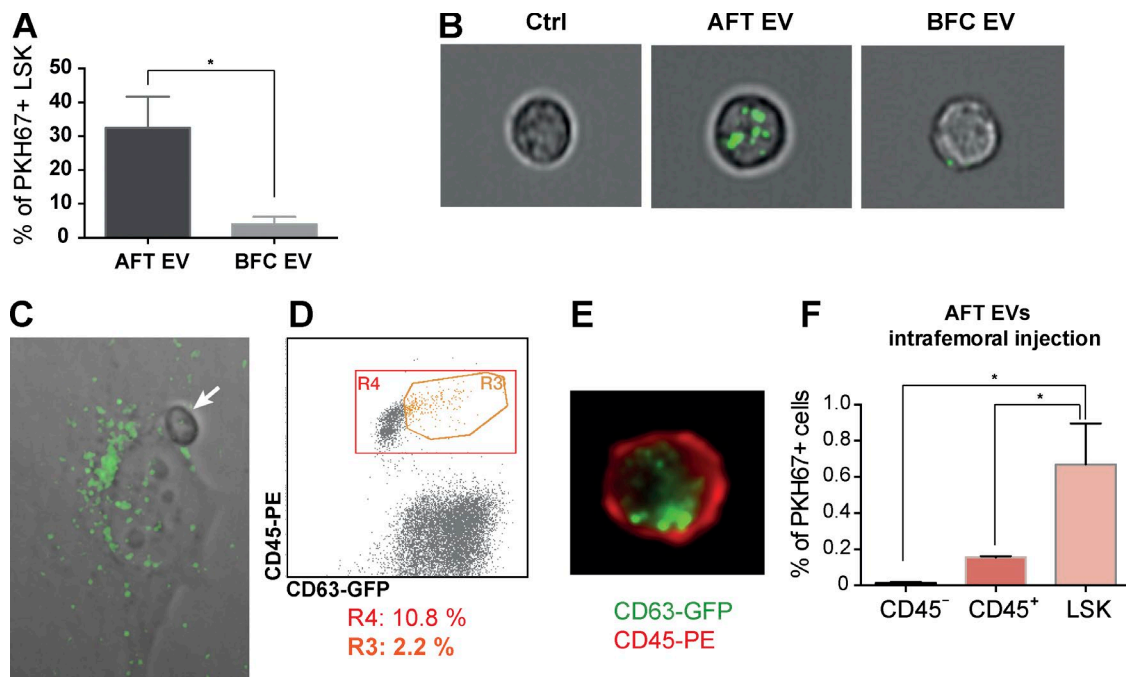 A
% of PKH67+ LSK
50
40
30
20
10
0
*
AFT EV
BFC EV
B
Ctrl
AFT EV
BFC EV
C
D
R4
R3
CD45-PE
CD63-GFP
R4: 10.8 %
R3: 2.2 %
E
CD63-GFP
CD45-PE
F
AFT EVs
intrafemoral injection
% of PKH67+ cells
1.0
0.8
0.6
0.4
0.2
0
*
*
CD45⁻
CD45⁺
LSK